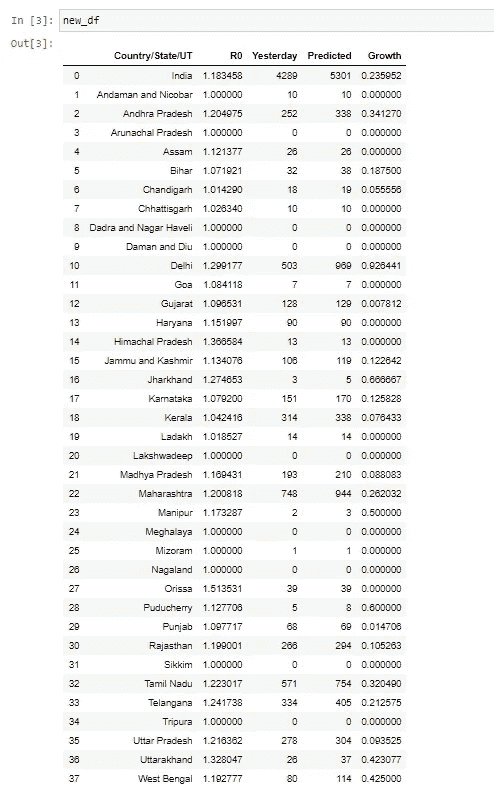 In [3]: new_df
Out[3]:
Country/State/UT R0 Yesterday Predicted Growth
0 India 1.183458 4289 5301 0.235952
1 Andaman and Nicobar 1.000000 10 10 0.000000
2 Andhra Pradesh 1.204975 252 338 0.341270
3 Arunachal Pradesh 1.000000 0 0 0.000000
4 Assam 1.121377 26 26 0.000000
5 Bihar 1.071921 32 38 0.187500
6 Chandigarh 1.014290 18 19 0.055556
7 Chhattisgarh 1.026340 10 10 0.000000
8 Dadra and Nagar Haveli 1.000000 0 0 0.000000
9 Daman and Diu 1.000000 0 0 0.000000
10 Delhi 1.299177 503 969 0.926441
11 Goa 1.084118 7 7 0.000000
12 Gujarat 1.096531 128 129 0.007812
13 Haryana 1.151997 90 90 0.000000
14 Himachal Pradesh 1.366584 13 13 0.000000
15 Jammu and Kashmir 1.134076 106 119 0.122642
16 Jharkhand 1.274653 3 5 0.666667
17 Karnataka 1.079200 151 170 0.125828
18 Kerala 1.042416 314 338 0.076433
19 Ladakh 1.018527 14 14 0.000000
20 Lakshwadeep 1.000000 0 0 0.000000
21 Madhya Pradesh 1.169431 193 210 0.088083
22 Maharashtra 1.200818 748 944 0.262032
23 Manipur 1.173287 2 3 0.500000
24 Meghalaya 1.000000 0 0 0.000000
25 Mizoram 1.000000 1 1 0.000000
26 Nagaland 1.000000 0 0 0.000000
27 Orissa 1.513531 39 39 0.000000
28 Puducherry 1.127706 5 8 0.600000
29 Punjab 1.097717 68 69 0.014706
30 Rajasthan 1.199001 266 294 0.105263
31 Sikkim 1.000000 0 0 0.000000
32 Tamil Nadu 1.223017 571 754 0.320490
33 Telangana 1.241738 334 405 0.212575
34 Tripura 1.000000 0 0 0.000000
35 Uttar Pradesh 1.216362 278 304 0.093525
36 Uttarakhand 1.328047 26 37 0.423077
37 West Bengal 1.192777 80 114 0.425000